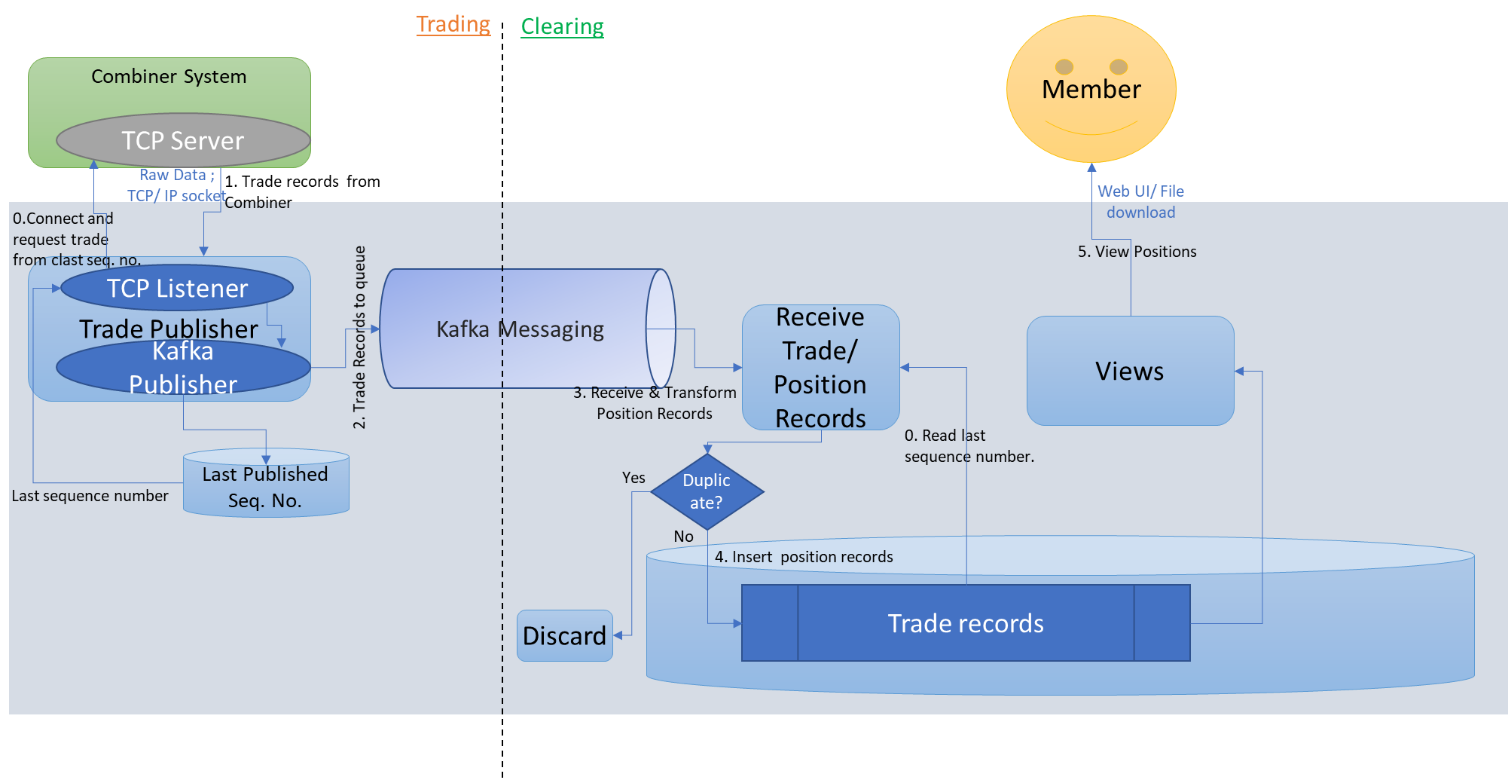 Trading
Clearing
Combiner System
TCP Server
Member
Raw Data ;
TCP/ IP socket
1. Trade records from
Combiner
Web UI/ File
download
0.Connect and
request trade
from clast seq. no.
5. View Positions
TCP Listener
Trade Publisher
Kafka
Publisher
2. Trade Records to queue
Kafka Messaging
Receive
Trade/
Position
Records
Views
3. Receive & Transform
Position Records
0. Read last
sequence number.
Last Published
Seq. No.
Last sequence number
Yes
Duplic
ate?
No
4. Insert position records
Discard
Trade records